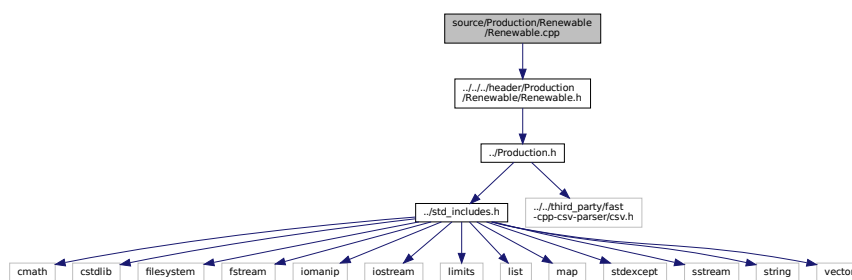 source/Production/Renewable
/Renewable.cpp
../../../header/Production
/Renewable/Renewable.h
../Production.h
../std_includes.h
../../third_party/fast
-cpp-csv-parser/csv.h
cmath
cstdlib
filesystem
fstream
iomanip
iostream
limits
list
map
stdexcept
sstream
string
vector